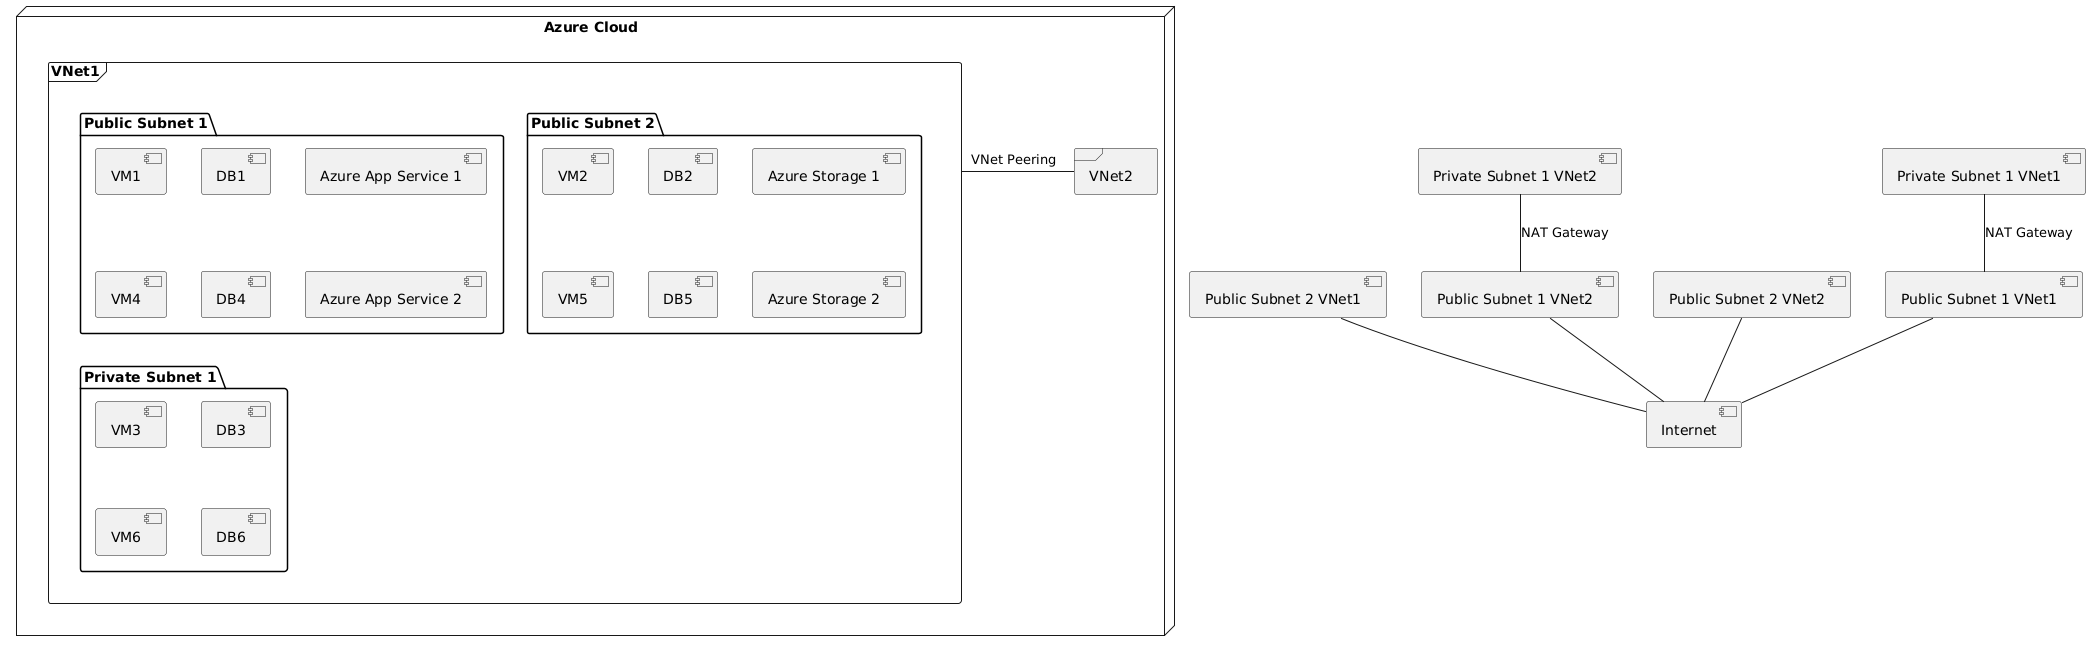 Azure Cloud
VNet1
Public Subnet 1
VM1
DB1
Azure App Service 1
VM4
DB4
Azure App Service 2
Public Subnet 2
VM2
DB2
Azure Storage 1
VM5
DB5
Azure Storage 2
Private Subnet 1
VM3
DB3
VM6
DB6
VNet Peering
VNet2
Private Subnet 1 VNet2
Private Subnet 1 VNet1
NAT Gateway
NAT Gateway
Public Subnet 2 VNet1
Public Subnet 1 VNet2
Public Subnet 2 VNet2
Public Subnet 1 VNet1
Internet